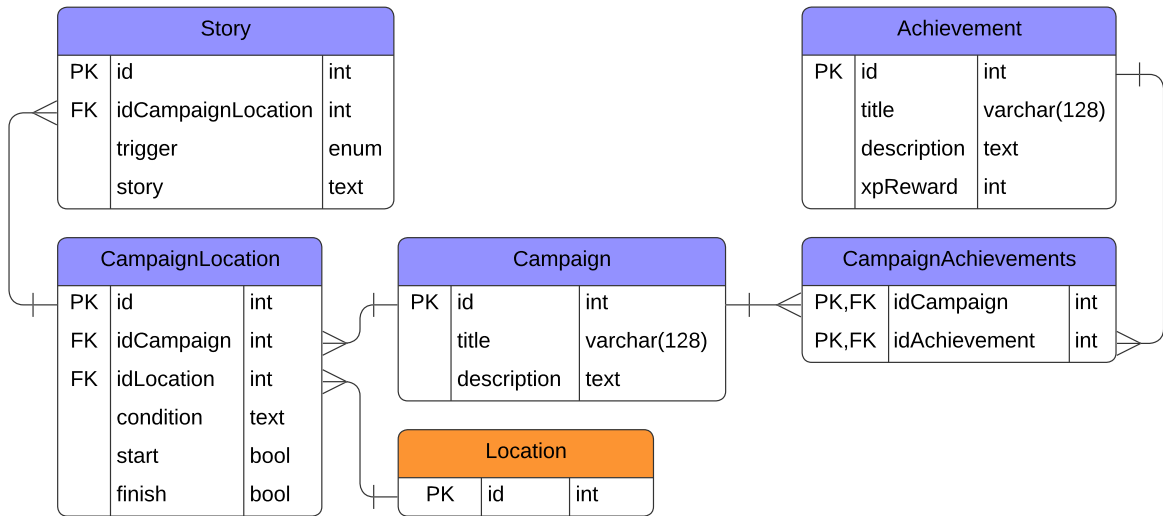 Story
PK id int
FK idCampaignLocation int
trigger enum
story text
Achievement
PK id int
title varchar(128)
description text
xpReward int
CampaignLocation
PK id int
FK idCampaign int
FK idLocation int
condition text
start bool
finish bool
Campaign
PK id int
title varchar(128)
description text
CampaignAchievements
PK,FK idCampaign int
PK,FK idAchievement int
Location
PK id int